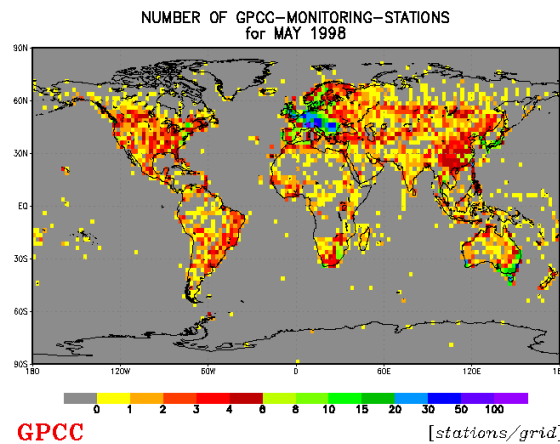 NUMBER OF GPCC-MONITORING-STATIONS
for MAY 1998
90N
60N
30N
EQ
30S
60S
90S
180 120W 60W 0 60E 120E 180
0 1 2 3 4 6 8 10 15 20 30 50 100
GPCC [stations/grid]